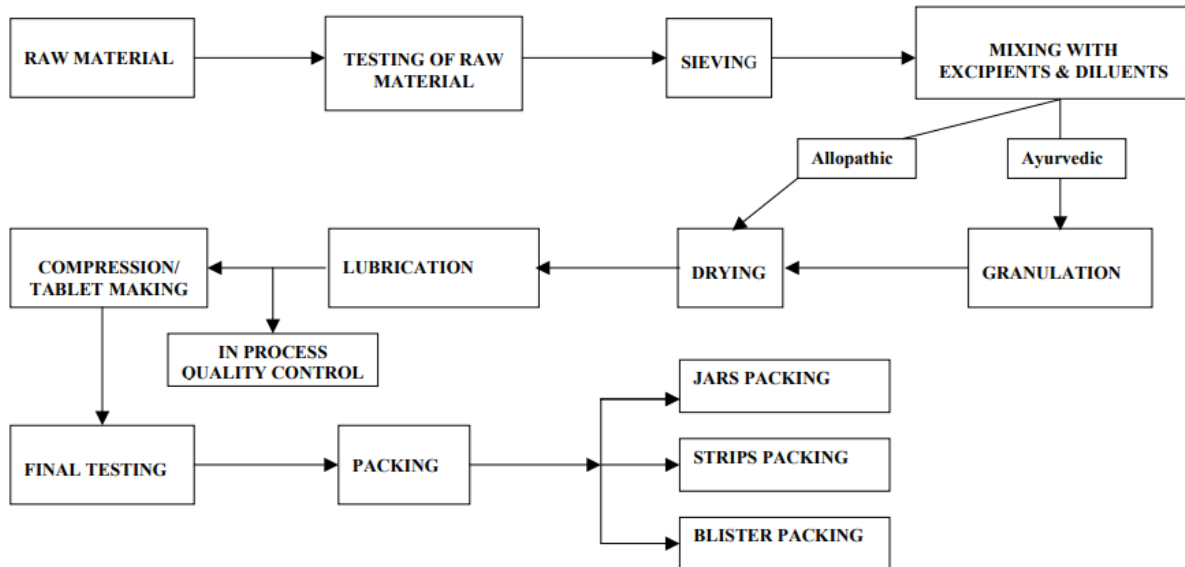 RAW MATERIAL
TESTING OF RAW
MATERIAL
SIEVING
MIXING WITH
EXCIPIENTS & DILUENTS
Allopathic
Ayurvedic
COMPRESSION/
TABLET MAKING
LUBRICATION
DRYING
GRANULATION
IN PROCESS
QUALITY CONTROL
JARS PACKING
FINAL TESTING
PACKING
STRIPS PACKING
BLISTER PACKING